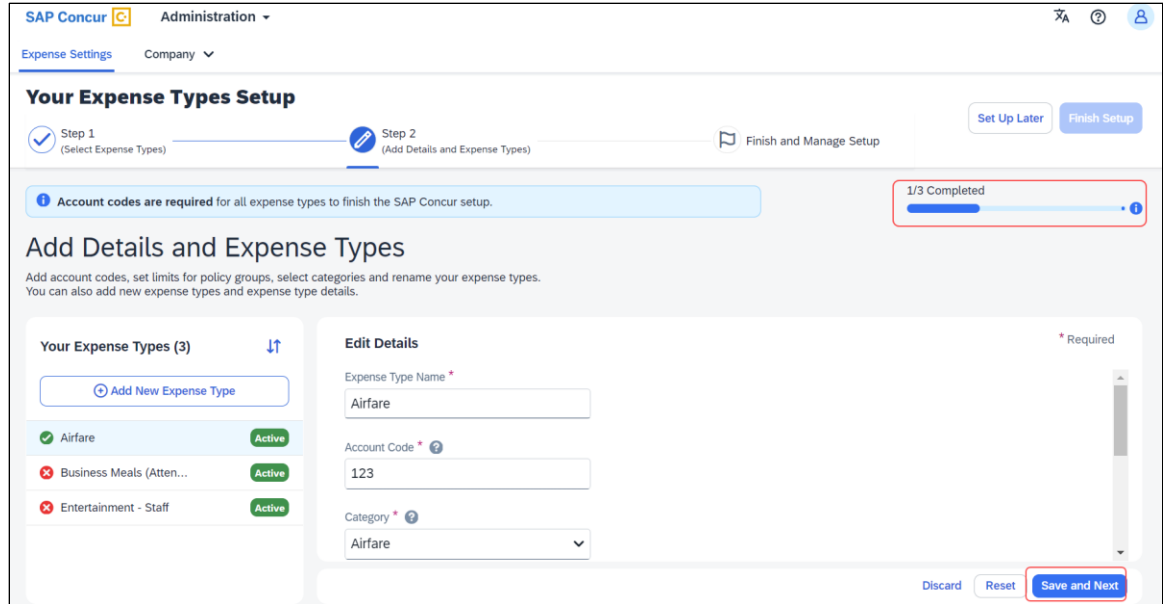 SAP Concur C Administration
Expense Settings Company
Your Expense Types Setup
Set Up Later Finish Setup
Step 1
(Select Expense Types)
Step 2
(Add Details and Expense Types)
Finish and Manage Setup
Account codes are required for all expense types to finish the SAP Concur setup.
1/3 Completed
Add Details and Expense Types
Add account codes, set limits for policy groups, select categories and rename your expense types.
You can also add new expense types and expense type details.
Your Expense Types (3)
Add New Expense Type
Airfare Active
Business Meals (Atten... Active
Entertainment - Staff Active
Edit Details
* Required
Expense Type Name *
Airfare
Account Code *
123
Category *
Airfare
Discard Reset Save and Next